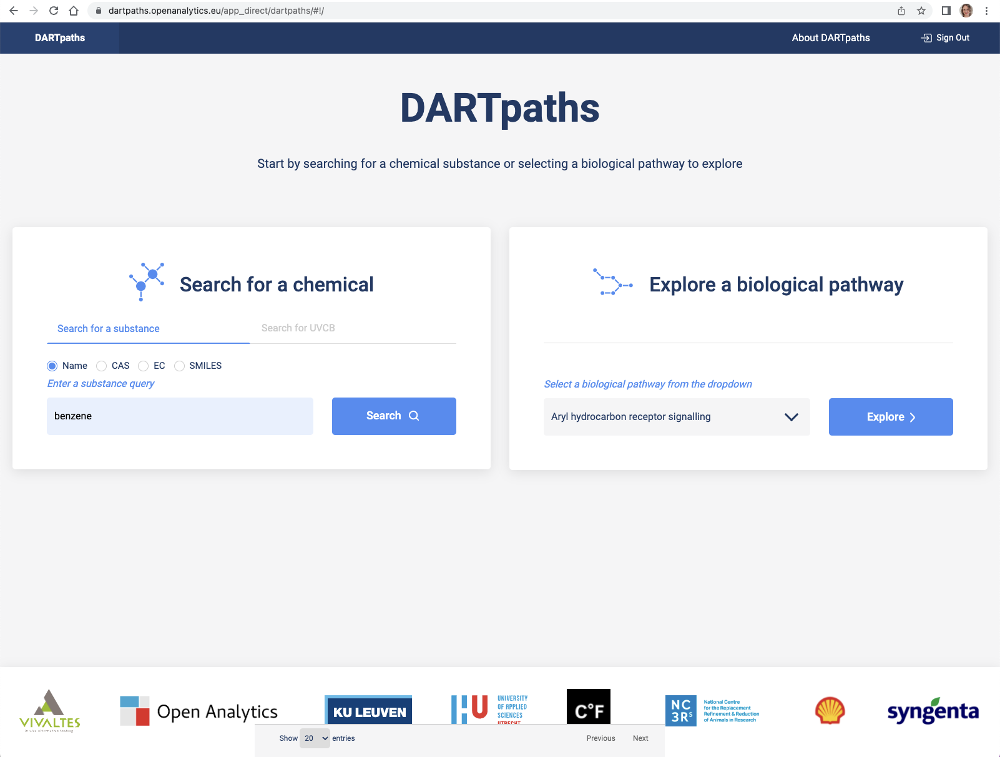 dartpaths.openanalytics.eu/app_direct/dartpaths/#!/
DARTpaths
About DARTpaths
Sign Out
DARTpaths
Start by searching for a chemical substance or selecting a biological pathway to explore
Search for a chemical
Search for a substance
Search for UVCB
Name
CAS
EC
SMILES
Enter a substance query
benzene
Search
Explore a biological pathway
Select a biological pathway from the dropdown
Aryl hydrocarbon receptor signalling
Explore
VIVALTES
in vivo alternative testing
Open Analytics
KU LEUVEN
HU
UNIVERSITY
OF APPLIED
SCIENCES
UTRECHT
C°F
NC
3Rs
National Centre
for the Replacement
Refinement & Reduction
of Animals in Research
syngenta
Show 20 entries
Previous
Next